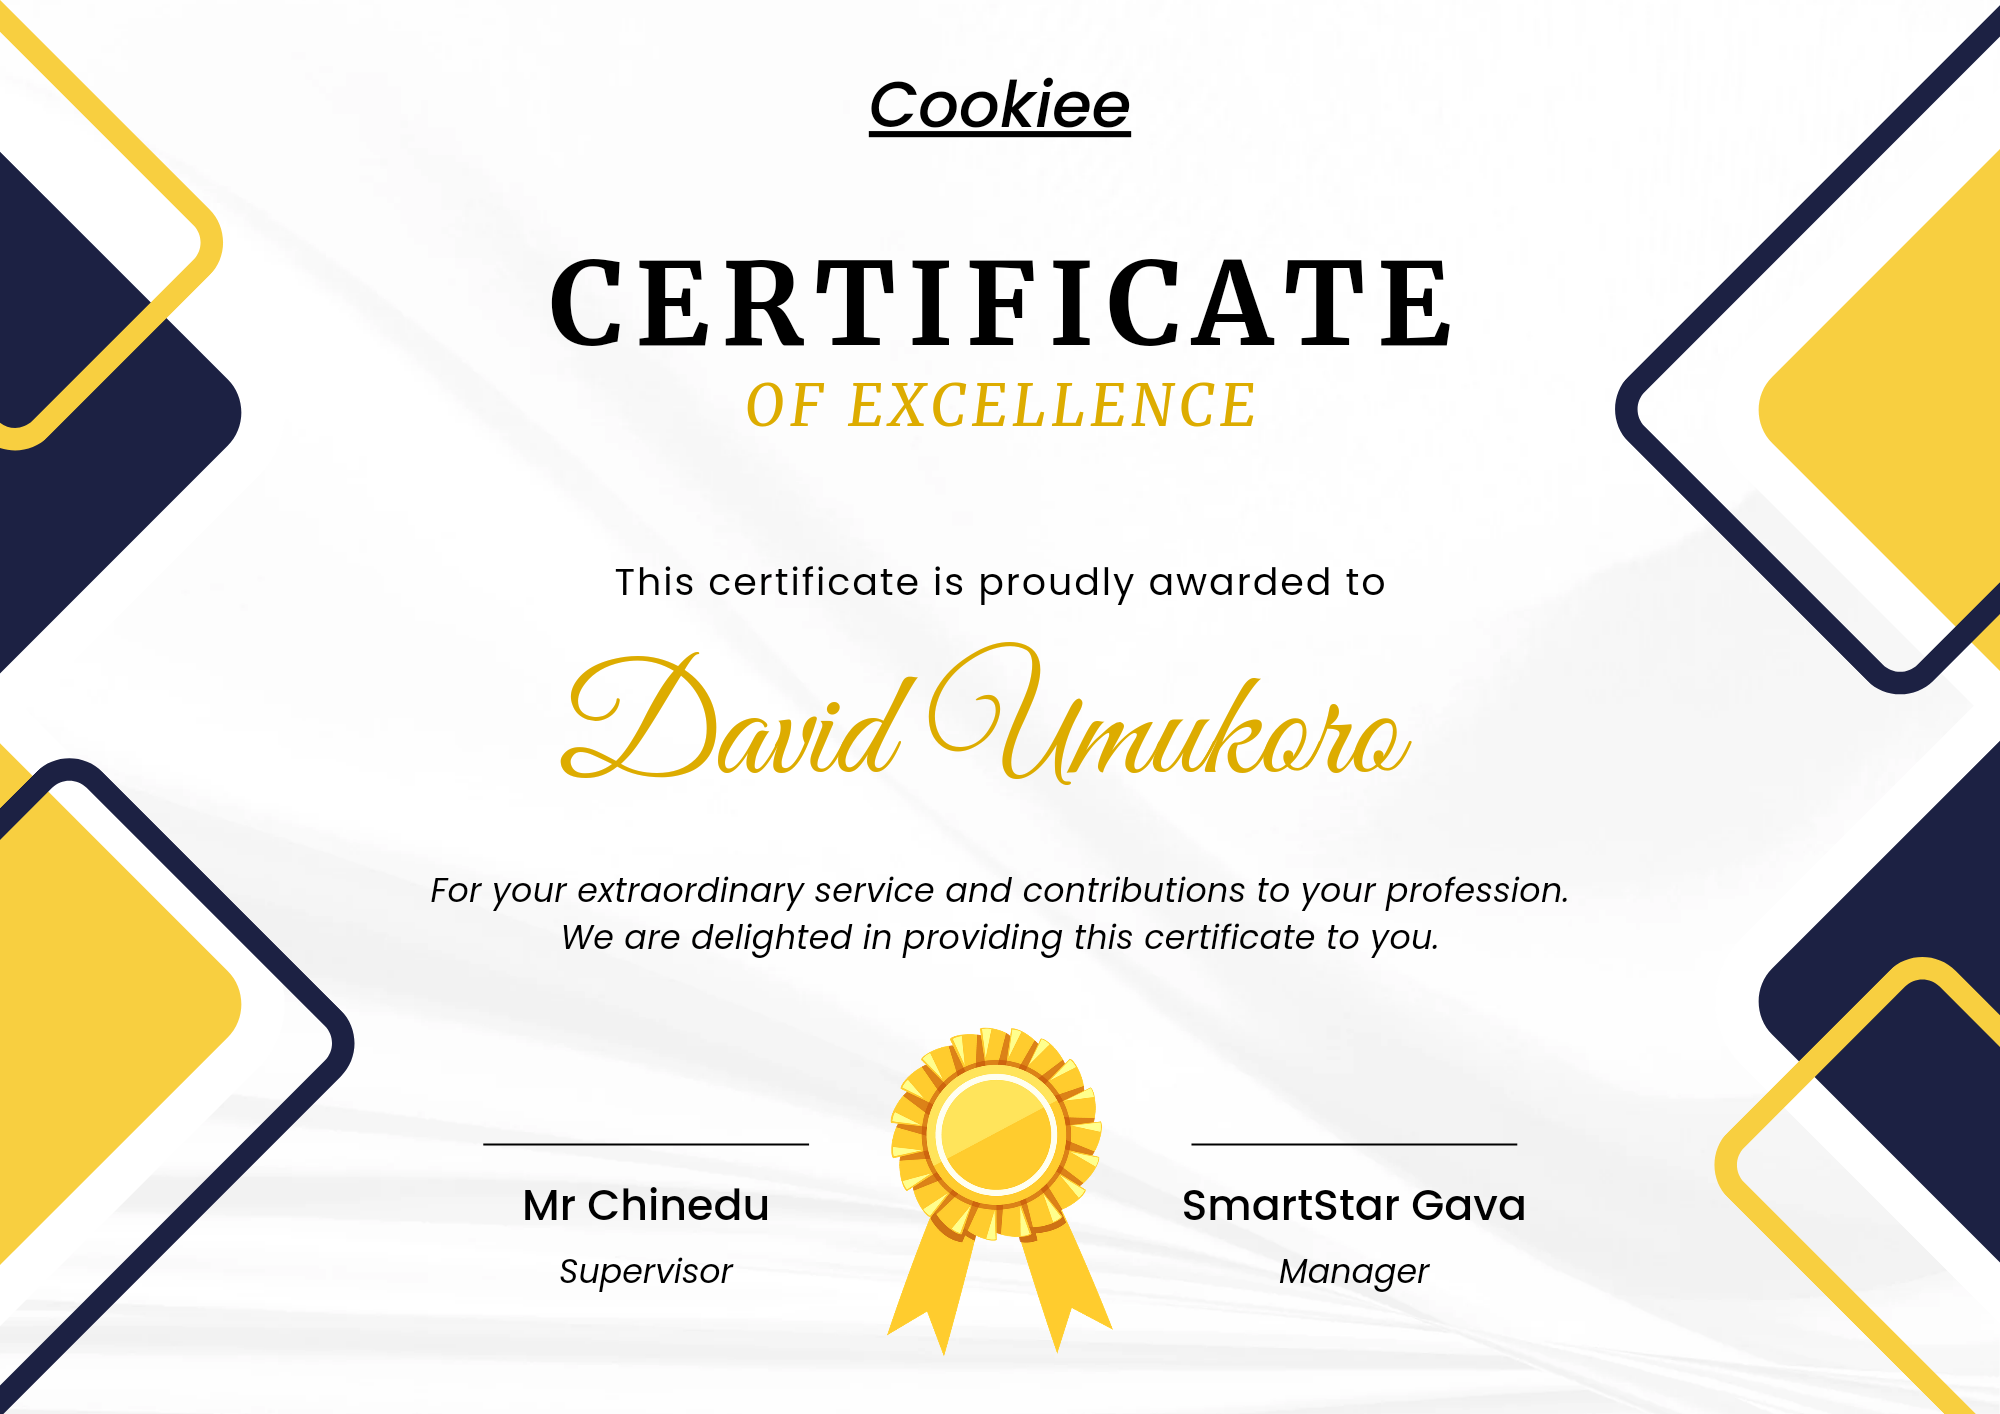 Cookiee
CERTIFICATE
OF EXCELLENCE
This certificate is proudly awarded to
David Umukoro
For your extraordinary service and contributions to your profession.
We are delighted in providing this certificate to you.
Mr Chinedu
Supervisor
SmartStar Gava
Manager